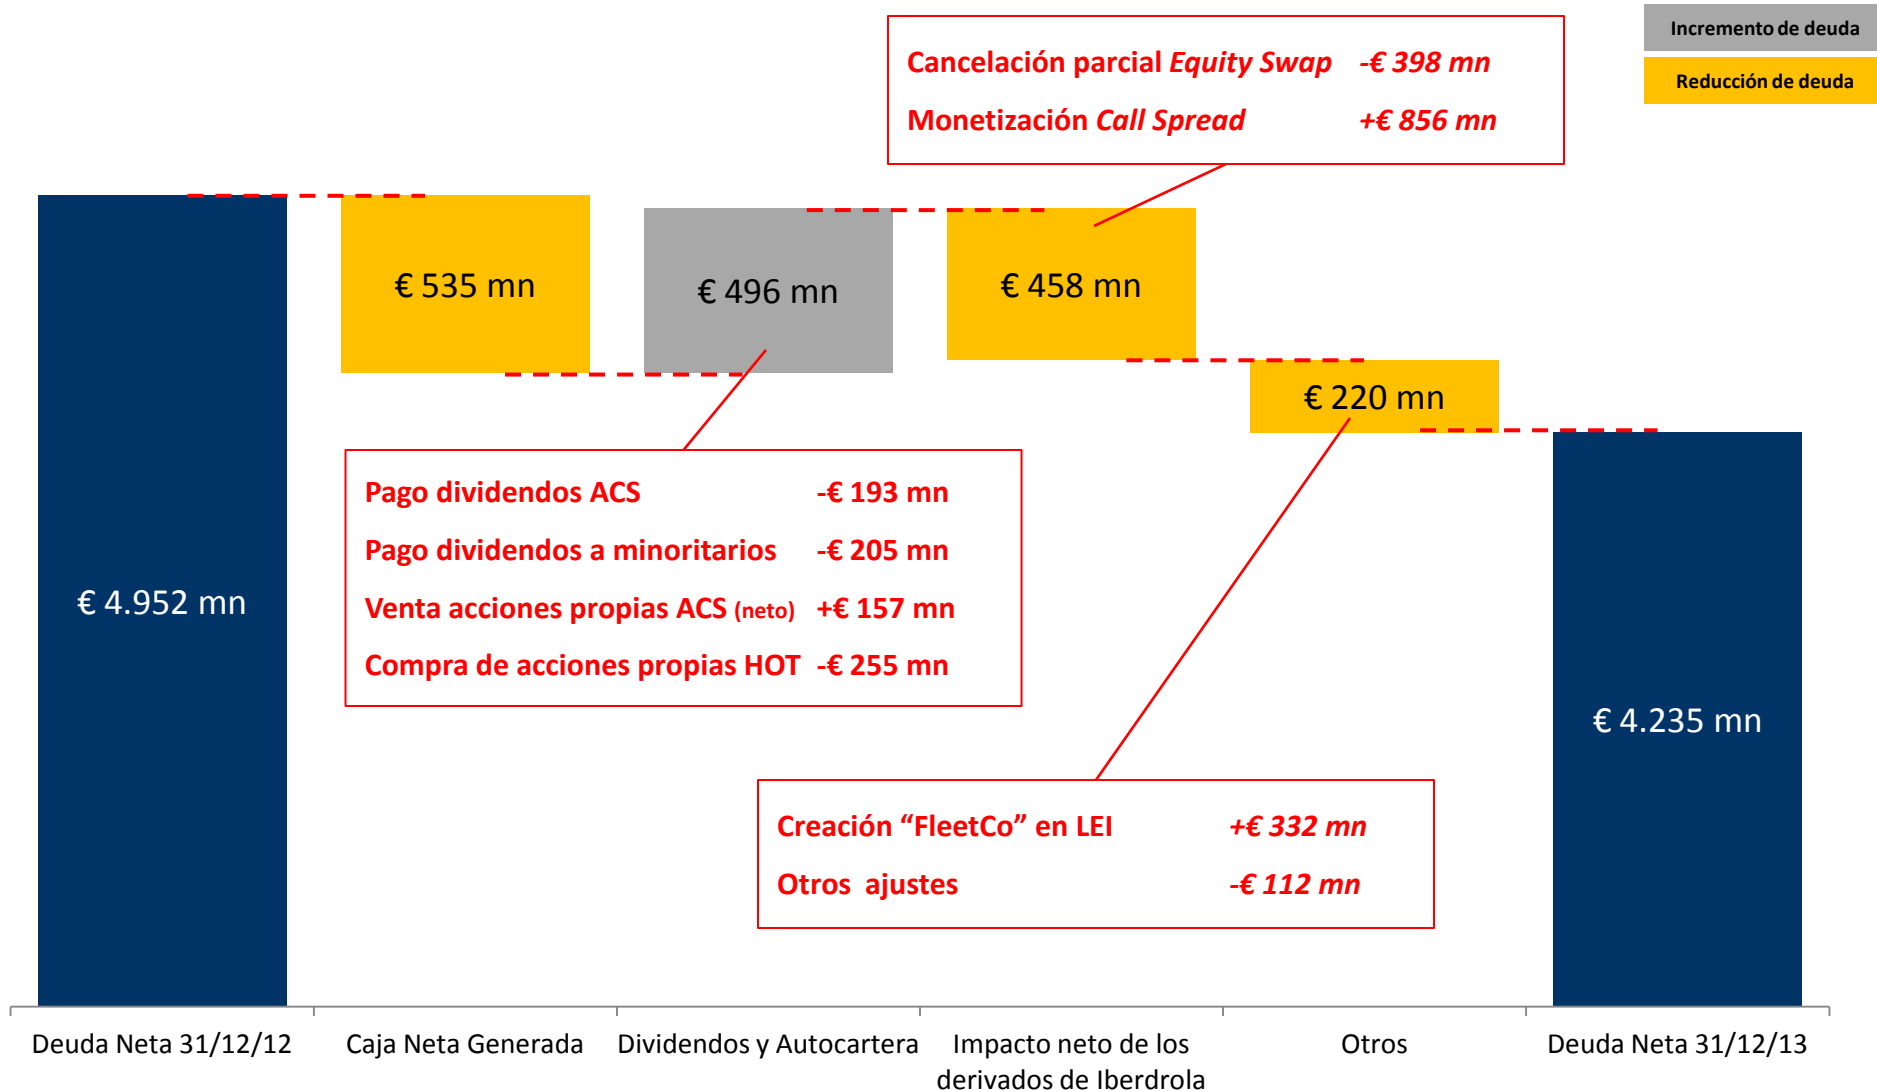 Incremento de deuda
Reducción de deuda
Cancelación parcial Equity Swap -€ 398 mn
Monetización Call Spread +€ 856 mn
€ 535 mn
€ 496 mn
€ 458 mn
€ 220 mn
Pago dividendos ACS -€ 193 mn
Pago dividendos a minoritarios -€ 205 mn
Venta acciones propias ACS (neto) +€ 157 mn
Compra de acciones propias HOT -€ 255 mn
€ 4.952 mn
€ 4.235 mn
Creación “FleetCo” en LEI +€ 332 mn
Otros ajustes -€ 112 mn
Deuda Neta 31/12/12
Caja Neta Generada
Dividendos y Autocartera
Impacto neto de los
derivados de Iberdrola
Otros
Deuda Neta 31/12/13